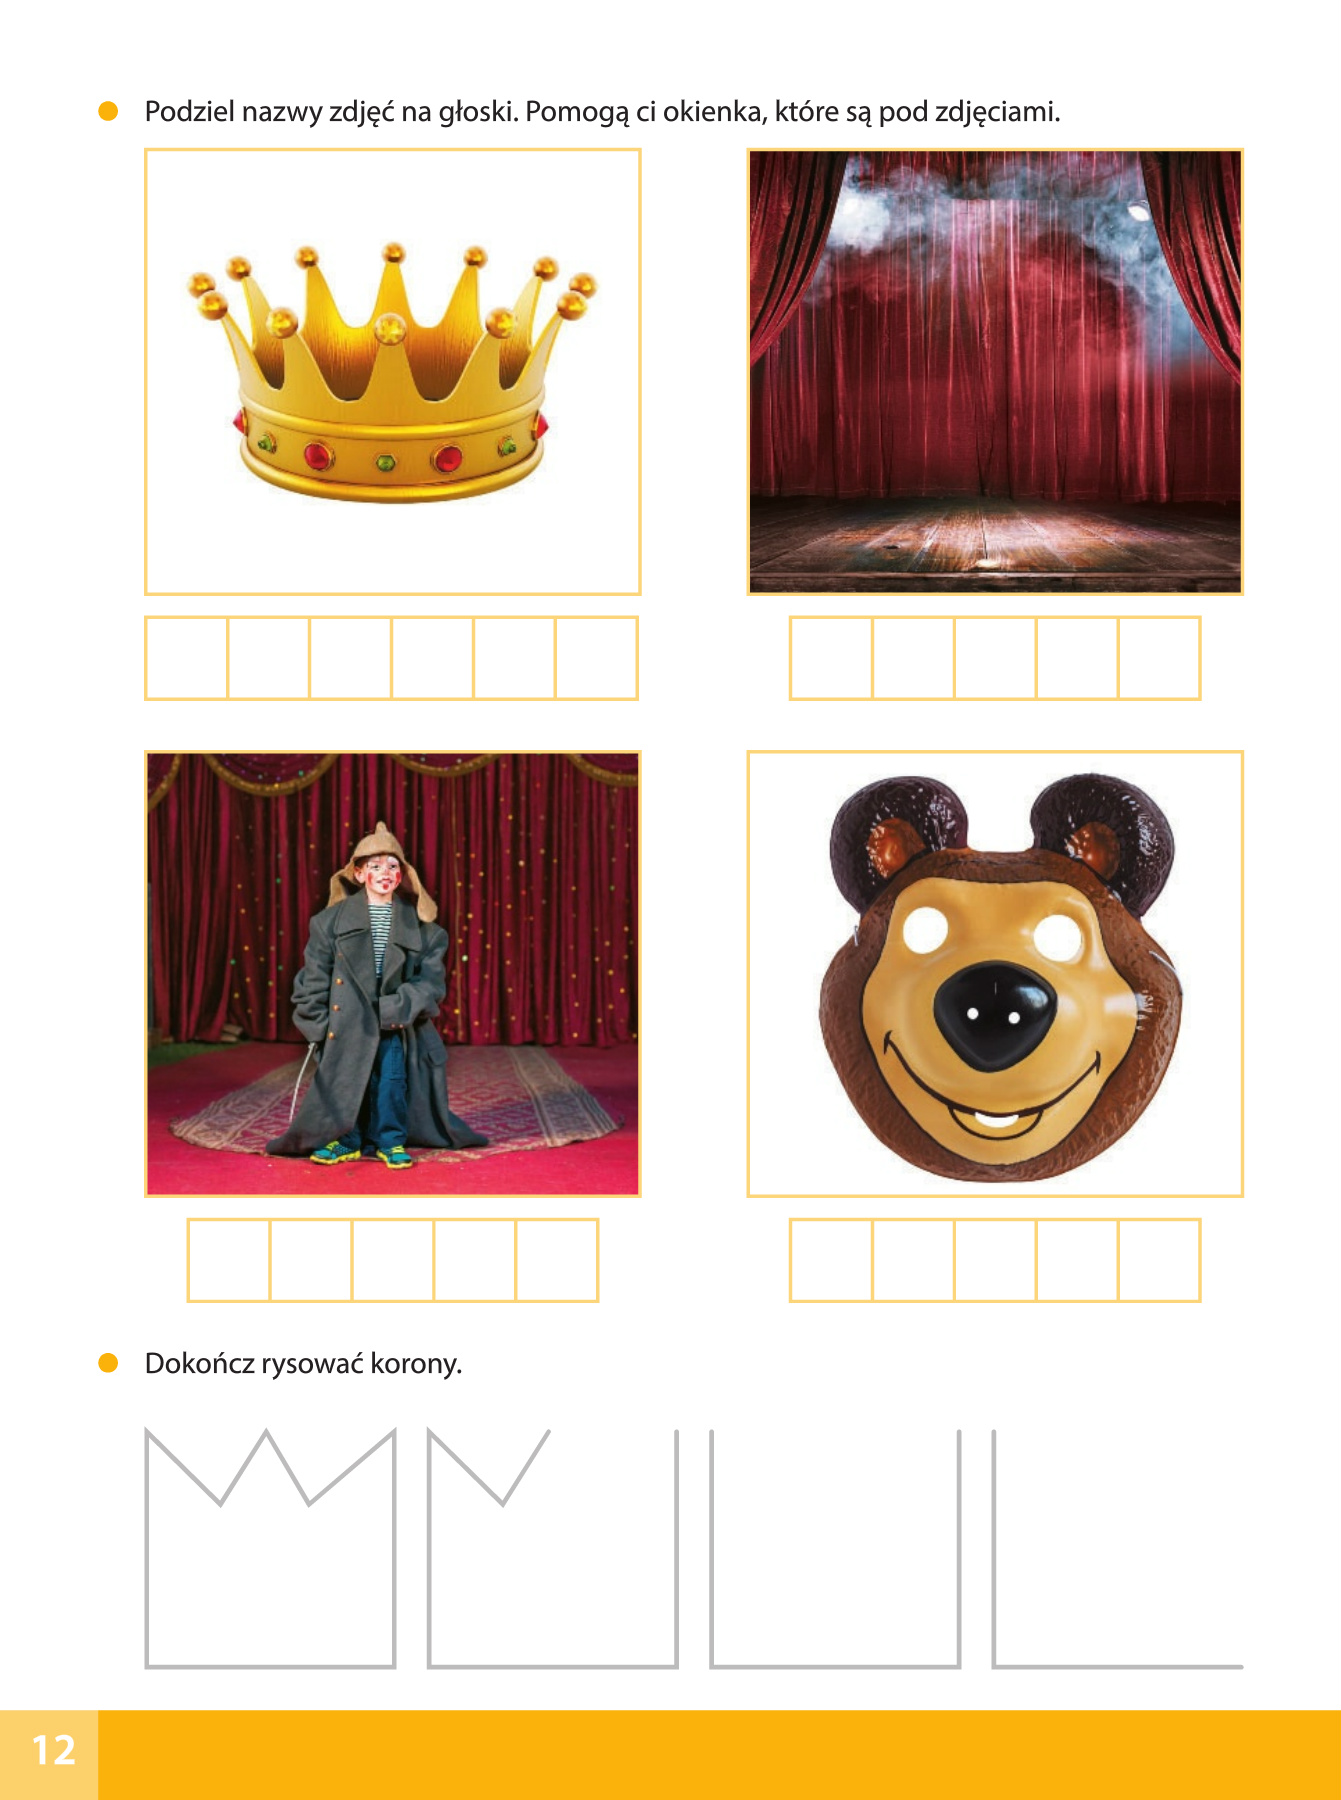 Podziel nazwy zdjęć na głoski. Pomogą ci okienka, które są pod zdjęciami.
Dokończ rysować korony.
12